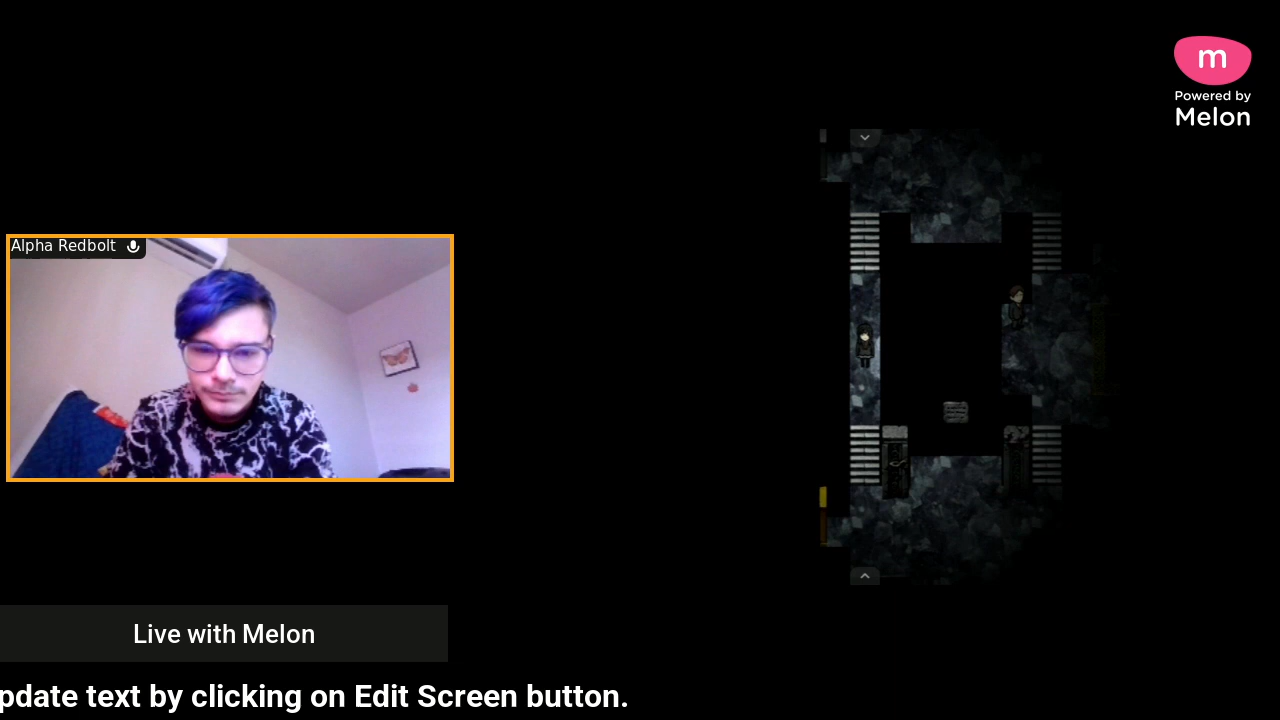 m
Powered by
Melon
Alpha Redbolt
Live with Melon
pdate text by clicking on Edit Screen button.